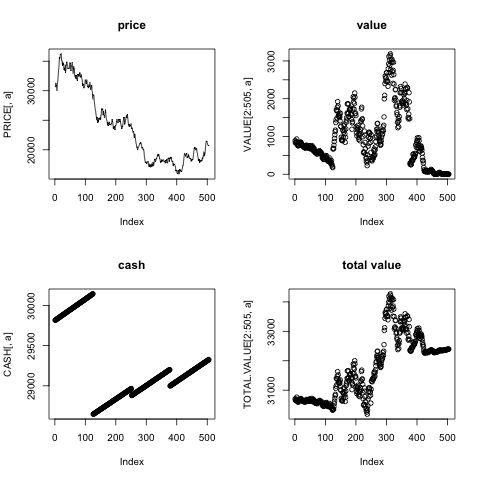 price
PRICE[, a]
20000 30000
0 100 200 300 400 500
Index
value
VALUE[2:505, a]
0 1000 2000 3000
0 100 200 300 400 500
Index
cash
CASH[, a]
29000 29500 30000
0 100 200 300 400 500
Index
total value
TOTAL.VALUE[2:505, a]
31000 33000
0 100 200 300 400 500
Index